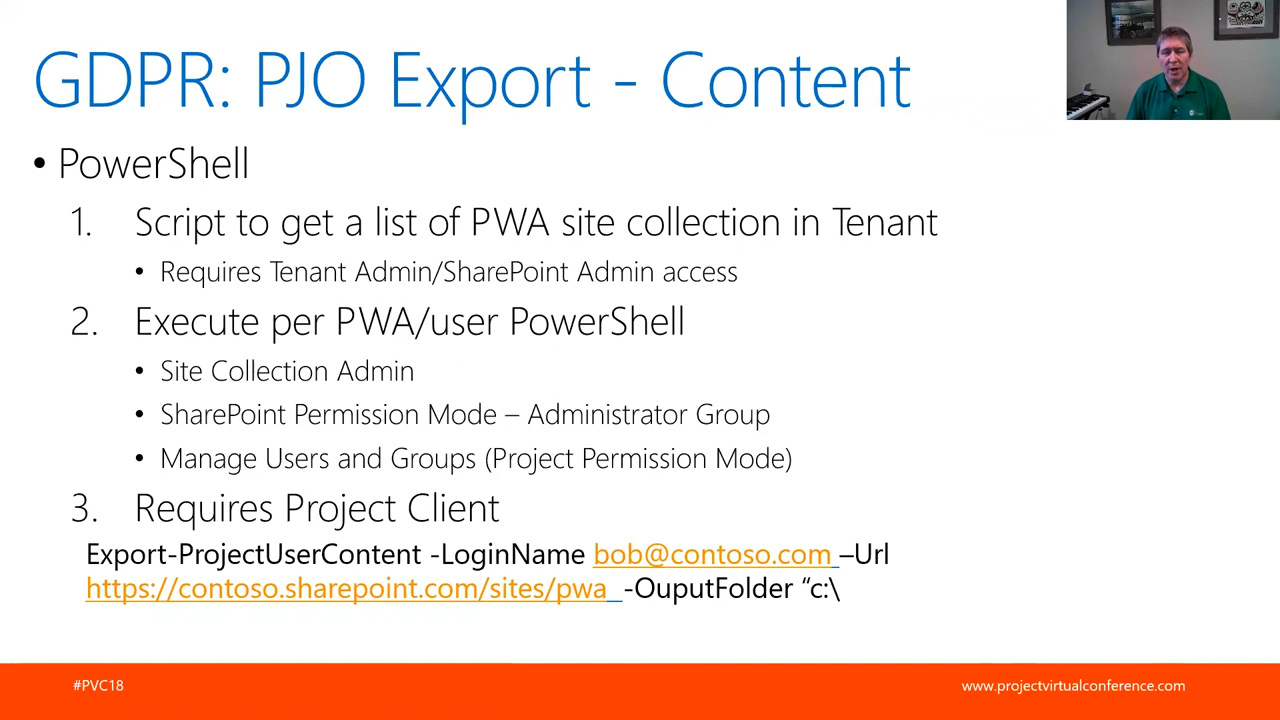 GDPR: PJO Export - Content
• PowerShell
1. Script to get a list of PWA site collection in Tenant
• Requires Tenant Admin/SharePoint Admin access
2. Execute per PWA/user PowerShell
• Site Collection Admin
• SharePoint Permission Mode – Administrator Group
• Manage Users and Groups (Project Permission Mode)
3. Requires Project Client
Export-ProjectUserContent -LoginName bob@contoso.com –Url
https://contoso.sharepoint.com/sites/pwa -OuputFolder “c:\
#PVC18
www.projectvirtualconference.com